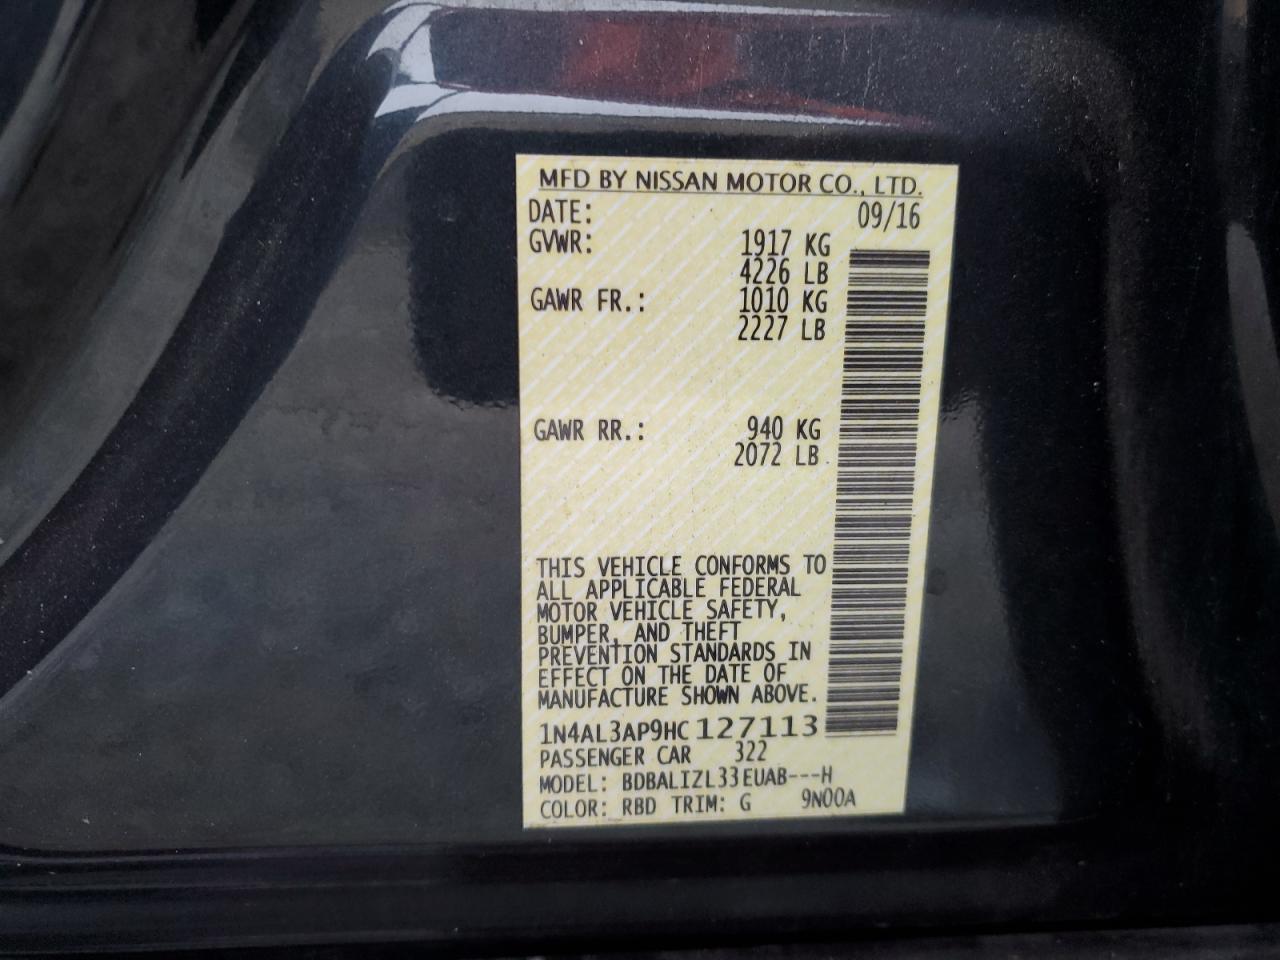 MFD BY NISSAN MOTOR CO., LTD.
DATE: 09/16
GVWR: 1917 KG
4226 LB
GAWR FR.: 1010 KG
2227 LB
GAWR RR.: 940 KG
2072 LB
THIS VEHICLE CONFORMS TO
ALL APPLICABLE FEDERAL
MOTOR VEHICLE SAFETY,
BUMPER, AND THEFT
PREVENTION STANDARDS IN
EFFECT ON THE DATE OF
MANUFACTURE SHOWN ABOVE.
1N4AL3AP9HC127113
PASSENGER CAR 322
MODEL: BDBALIZL33EUAB---H
COLOR: RBD TRIM: G 9N00A